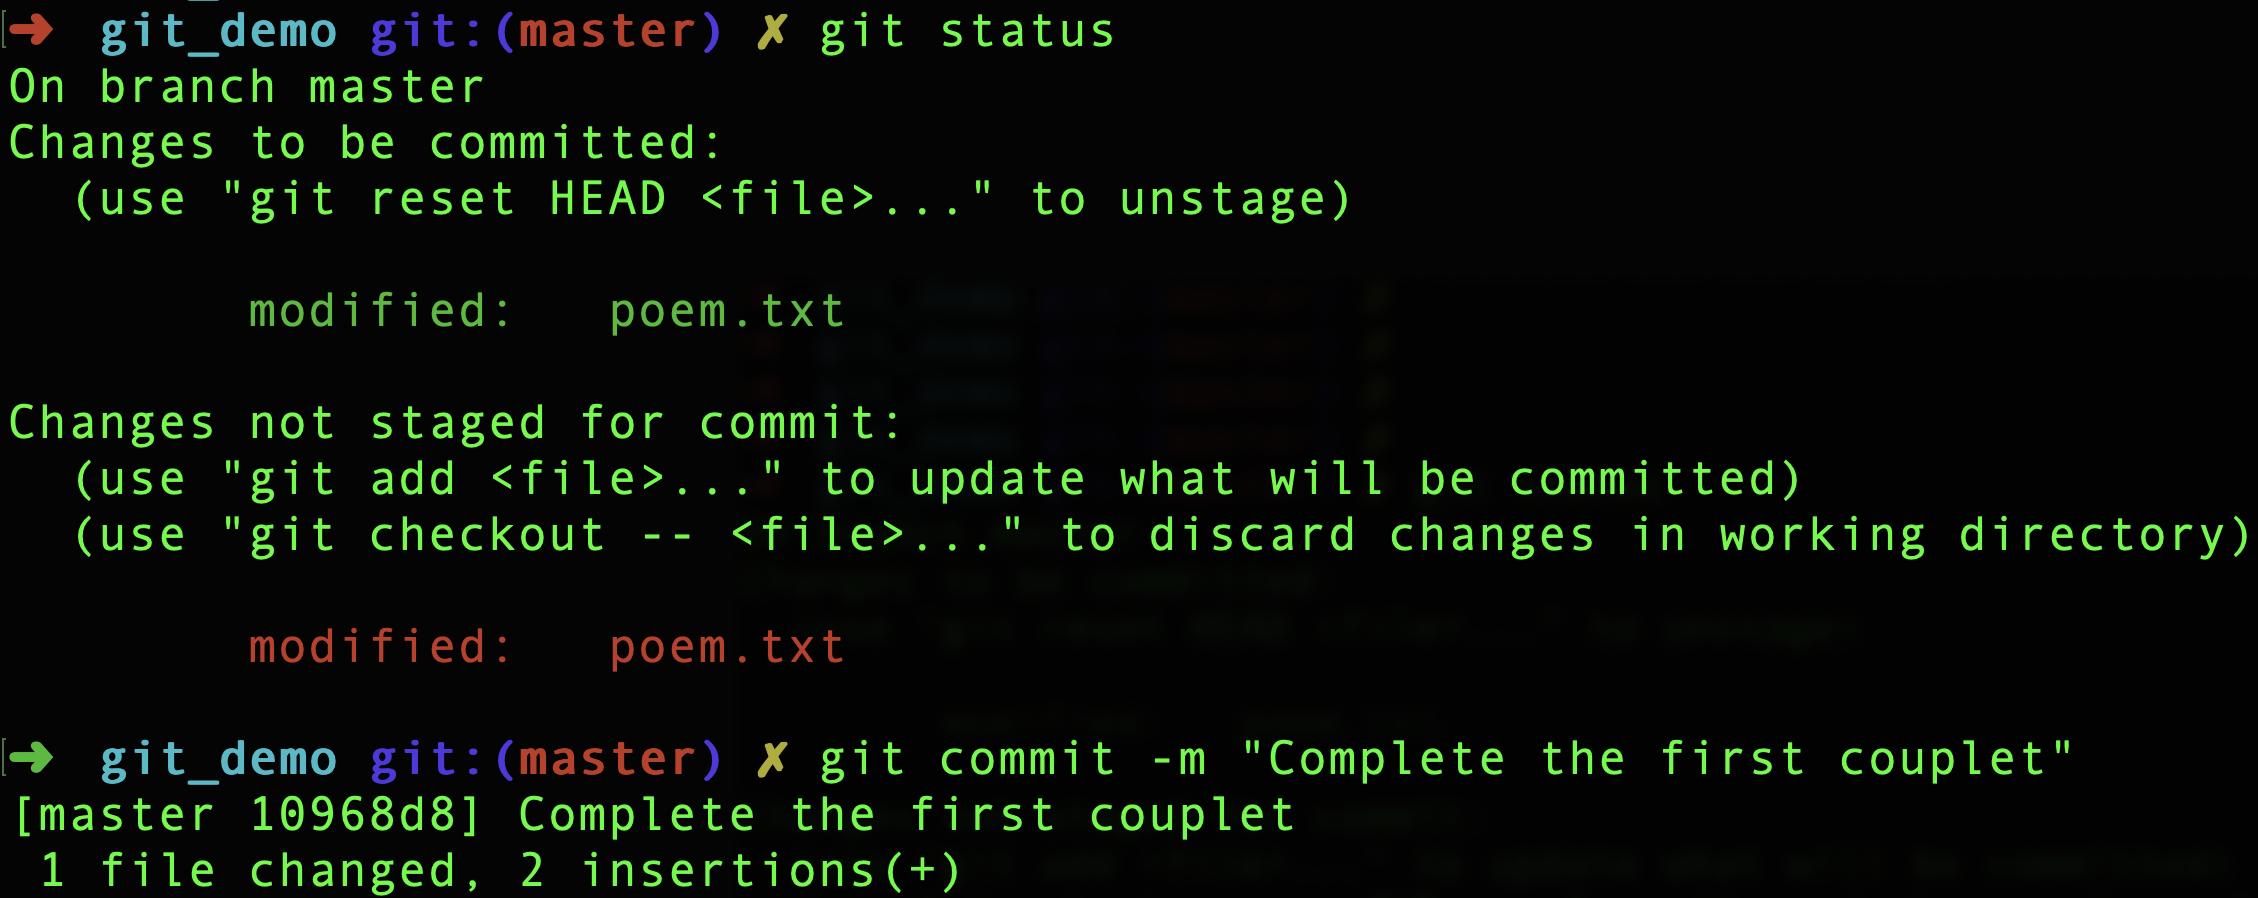 ➜ git_demo git:(master) ✗ git status
On branch master
Changes to be committed:
  (use "git reset HEAD <file>..." to unstage)
        modified:   poem.txt
Changes not staged for commit:
  (use "git add <file>..." to update what will be committed)
  (use "git checkout -- <file>..." to discard changes in working directory)
        modified:   poem.txt
➜ git_demo git:(master) ✗ git commit -m "Complete the first couplet"
[master 10968d8] Complete the first couplet
 1 file changed, 2 insertions(+)